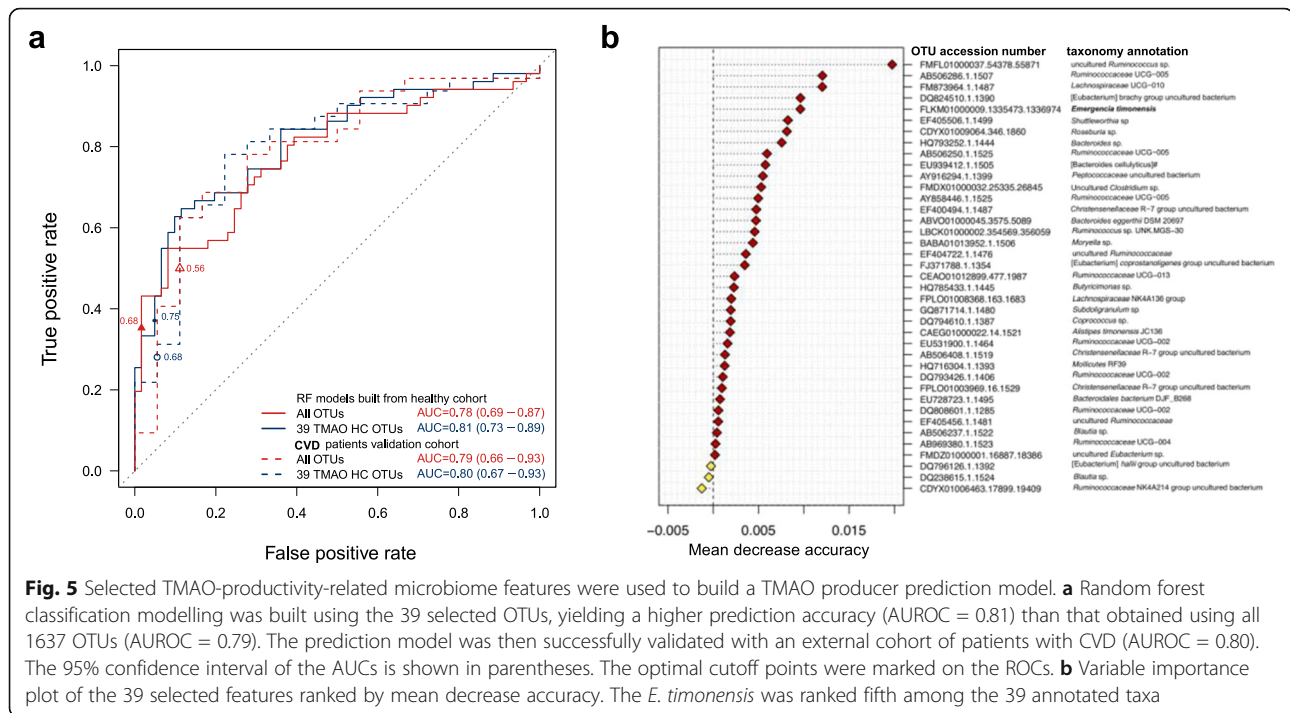 a
True positive rate
1.0
0.8
0.6
0.4
0.2
0.0
0.68
0.75
0.68
0.56
RF models built from healthy cohort
All OTUs AUC=0.78 (0.69 – 0.87)
39 TMAO HC OTUs AUC=0.81 (0.73 – 0.89)
CVD patients validation cohort
All OTUs AUC=0.79 (0.66 – 0.93)
39 TMAO HC OTUs AUC=0.80 (0.67 – 0.93)
0.0 0.2 0.4 0.6 0.8 1.0
False positive rate
b
OTU accession number taxonomy annotation
FMFL01000037.54378.55871 uncultured Ruminococcus sp.
AB506286.1.1507 Ruminococcaceae UCG-005
FM873964.1.1487 Lachnospiraceae UCG-010
DQ824510.1.1390 [Eubacterium] brachy group uncultured bacterium
FLKM01000009.1335473.1336974 Emergencia timonensis
EF405506.1.1499 Shuttleworthia sp
CDYX01009064.346.1860 Roseburia sp.
HQ793252.1.1444 Bacteroides sp.
AB506250.1.1525 Ruminococcaceae UCG-005
EU939412.1.1505 [Bacteroides cellulyticus]#
AY916294.1.1399 Peptococcaceae uncultured bacterium
FMDX01000032.25335.26845 Uncultured Clostridium sp.
AY858446.1.1525 Ruminococcaceae UCG-005
EF400494.1.1487 Christensenellaceae R-7 group uncultured bacterium
ABVO01000045.3575.5089 Bacteroides eggerthii DSM 20697
LBCK01000002.354569.356059 Ruminococcus sp. UNK.MGS-30
BABA01013952.1.1506 Moryella sp.
EF404722.1.1476 uncultured Ruminococcaceae
FJ371788.1.1354 [Eubacterium] coprostanoligenes group uncultured bacterium
CEAO01012899.477.1987 Ruminococcaceae UCG-013
HQ785433.1.1445 Butyricimonas sp.
FPLO01008368.163.1683 Lachnospiraceae NK4A136 group
GQ871714.1.1480 Subdoligranulum sp.
DQ794610.1.1387 Coprococcus sp.
CAEG01000022.14.1521 Alistipes timonensis JC136
EU531900.1.1464 Ruminococcaceae UCG-002
AB506408.1.1519 Christensenellaceae R-7 group uncultured bacterium
HQ716304.1.1393 Mollicutes RF39
DQ793426.1.1406 Ruminococcaceae UCG-002
FPLO01003969.16.1529 Christensenellaceae R-7 group uncultured bacterium
EU728723.1.1495 Bacteroidales bacterium DJF_B268
DQ808601.1.1285 Ruminococcaceae UCG-002
EF405456.1.1481 uncultured Ruminococcaceae
AB506237.1.1522 Blautia sp.
AB969380.1.1523 Ruminococcaceae UCG-004
FMDZ01000001.16887.18386 uncultured Eubacterium sp.
DQ796126.1.1392 [Eubacterium] hallii group uncultured bacterium
DQ238615.1.1524 Blautia sp.
CDYX01006463.17899.19409 Ruminococcaceae NK4A214 group uncultured bacterium
−0.005 0.005 0.015
Mean decrease accuracy
Fig. 5 Selected TMAO-productivity-related microbiome features were used to build a TMAO producer prediction model. a Random forest
classification modelling was built using the 39 selected OTUs, yielding a higher prediction accuracy (AUROC = 0.81) than that obtained using all
1637 OTUs (AUROC = 0.79). The prediction model was then successfully validated with an external cohort of patients with CVD (AUROC = 0.80).
The 95% confidence interval of the AUCs is shown in parentheses. The optimal cutoff points were marked on the ROCs. b Variable importance
plot of the 39 selected features ranked by mean decrease accuracy. The E. timonensis was ranked fifth among the 39 annotated taxa